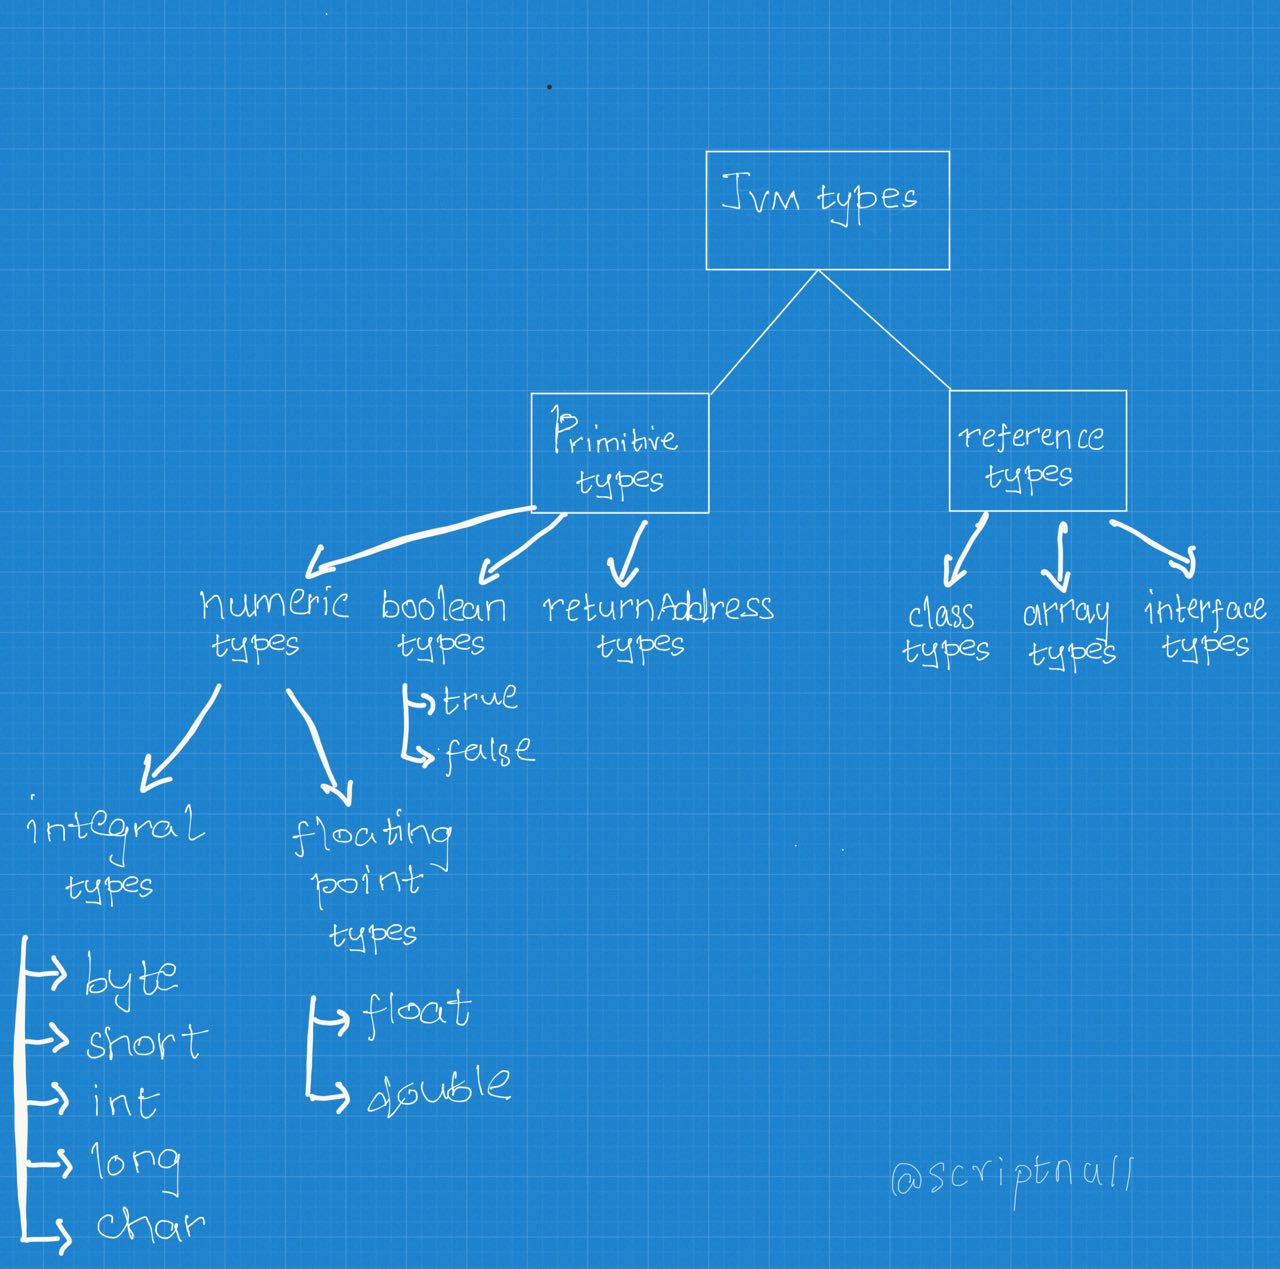 Jvm types
Primitive
types
reference
types
numeric
types
boolean
types
returnAddress
types
class
types
array
types
interface
types
true
false
integral
types
floating
point
types
byte
short
int
long
char
float
double
@scriptnull